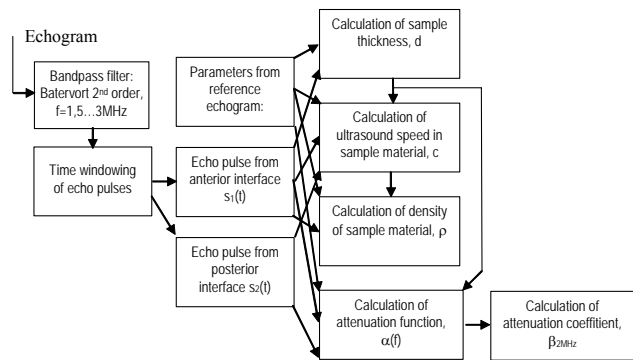 Echogram
Bandpass filter:
Batervort 2nd order,
f=1,5…3MHz
Time windowing
of echo pulses
Parameters from
reference echogram:
Echo pulse from
anterior interface
s1(t)
Echo pulse from
posterior
interface s2(t)
Calculation of sample
thickness, d
Calculation of
ultrasound speed in
sample material, c
Calculation of density
of sample material, ρ
Calculation of
attenuation function,
α(f)
Calculation of
attenuation coeffitient,
β2MHz